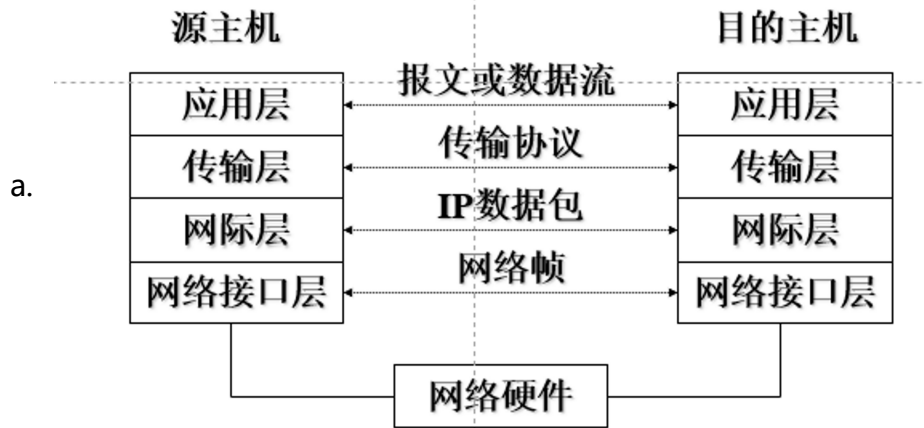 源主机 目的主机
应用层 报文或数据流 应用层
传输层 传输协议 传输层
a.
网际层 IP数据包 网际层
网络接口层 网络帧 网络接口层
网络硬件